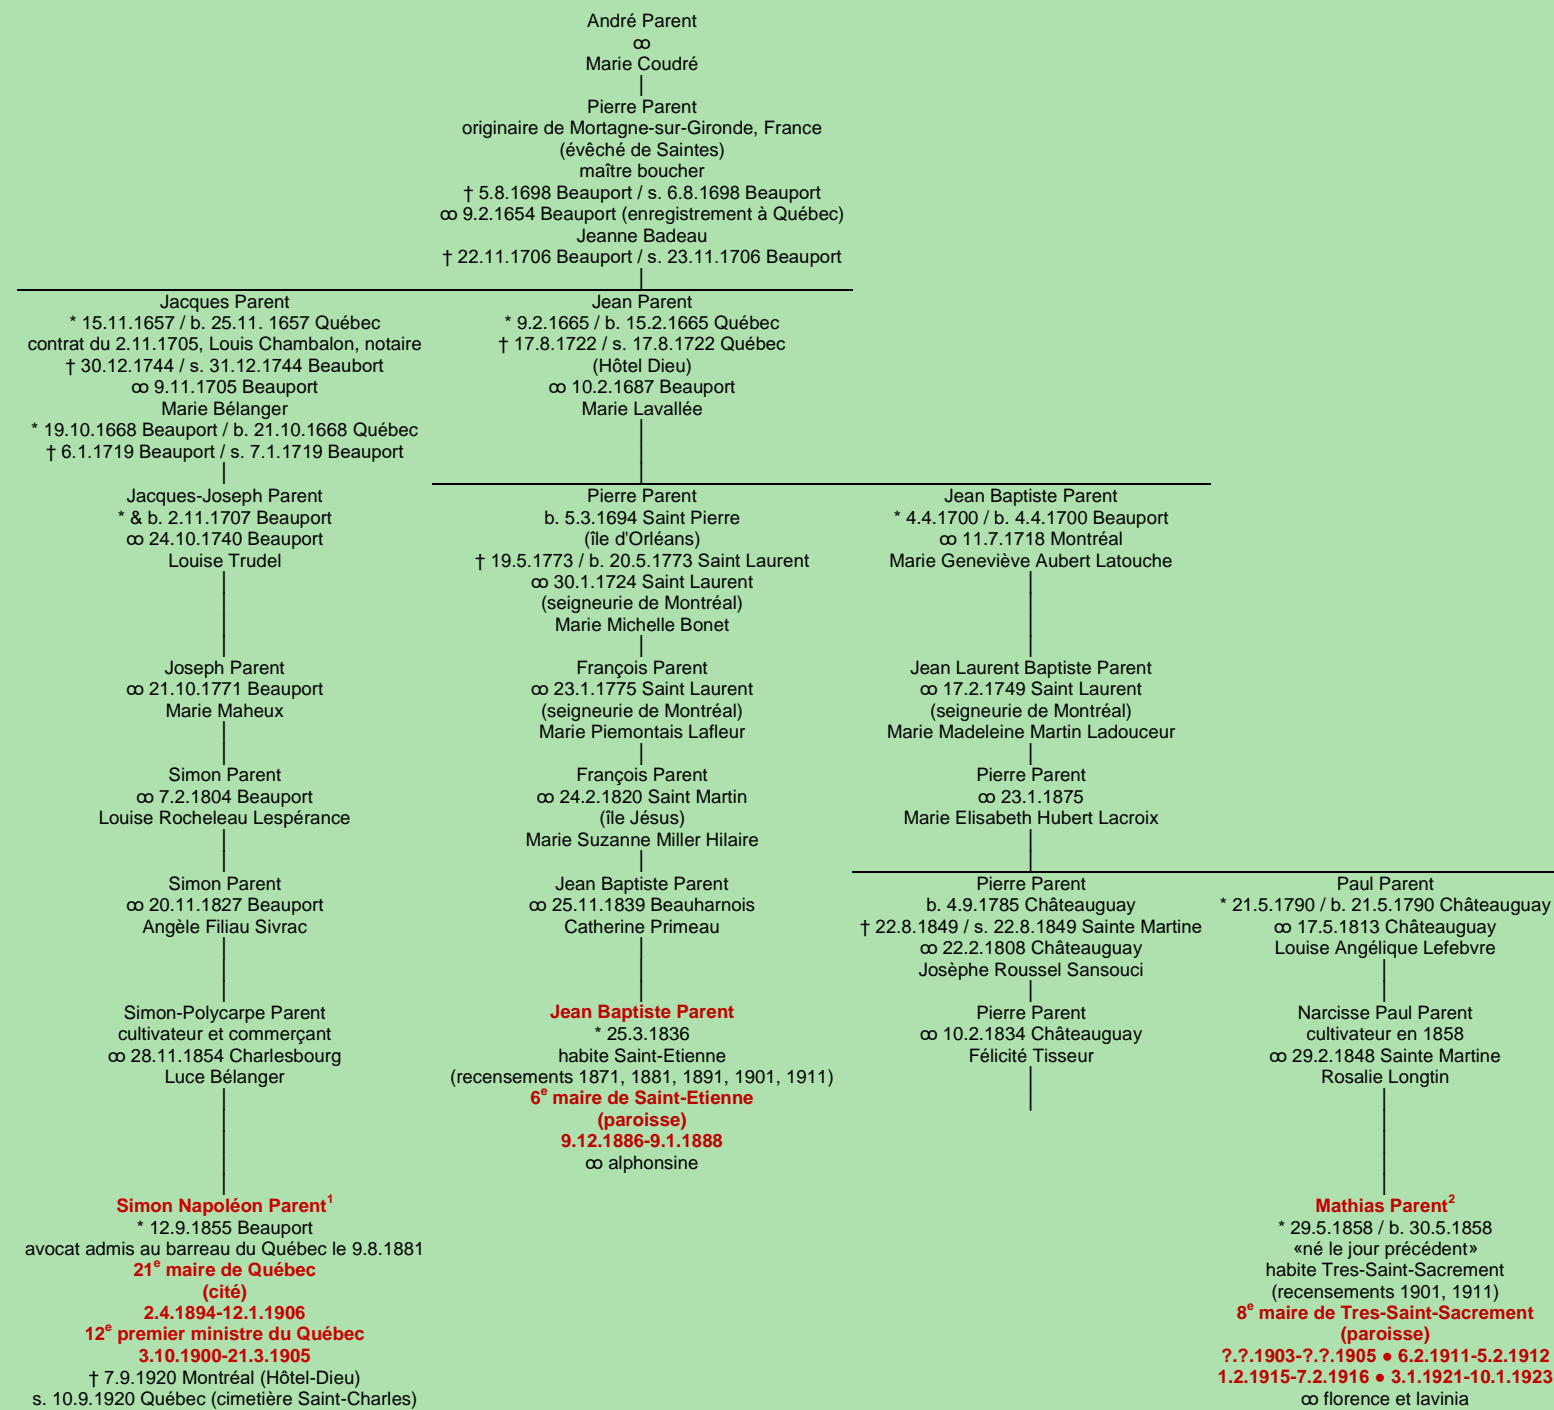 André Parent
ꝏ
Marie Coudré
Pierre Parent
originaire de Mortagne-sur-Gironde, France
(évêché de Saintes)
maître boucher
† 5.8.1698 Beauport / s. 6.8.1698 Beauport
ꝏ 9.2.1654 Beauport (enregistrement à Québec)
Jeanne Badeau
† 22.11.1706 Beauport / s. 23.11.1706 Beauport
Jacques Parent
* 15.11.1657 / b. 25.11. 1657 Québec
contrat du 2.11.1705, Louis Chambalon, notaire
† 30.12.1744 / s. 31.12.1744 Beaubort
ꝏ 9.11.1705 Beauport
Marie Bélanger
* 19.10.1668 Beauport / b. 21.10.1668 Québec
† 6.1.1719 Beauport / s. 7.1.1719 Beauport
Jean Parent
* 9.2.1665 / b. 15.2.1665 Québec
† 17.8.1722 / s. 17.8.1722 Québec
(Hôtel Dieu)
ꝏ 10.2.1687 Beauport
Marie Lavallée
Jacques-Joseph Parent
* & b. 2.11.1707 Beauport
ꝏ 24.10.1740 Beauport
Louise Trudel
Pierre Parent
b. 5.3.1694 Saint Pierre
(île d'Orléans)
† 19.5.1773 / b. 20.5.1773 Saint Laurent
ꝏ 30.1.1724 Saint Laurent
(seigneurie de Montréal)
Marie Michelle Bonet
Jean Baptiste Parent
* 4.4.1700 / b. 4.4.1700 Beauport
ꝏ 11.7.1718 Montréal
Marie Geneviève Aubert Latouche
Joseph Parent
ꝏ 21.10.1771 Beauport
Marie Maheux
François Parent
ꝏ 23.1.1775 Saint Laurent
(seigneurie de Montréal)
Marie Piemontais Lafleur
Jean Laurent Baptiste Parent
ꝏ 17.2.1749 Saint Laurent
(seigneurie de Montréal)
Marie Madeleine Martin Ladouceur
Simon Parent
ꝏ 7.2.1804 Beauport
Louise Rocheleau Lespérance
François Parent
ꝏ 24.2.1820 Saint Martin
(île Jésus)
Marie Suzanne Miller Hilaire
Pierre Parent
ꝏ 23.1.1875
Marie Elisabeth Hubert Lacroix
Simon Parent
ꝏ 20.11.1827 Beauport
Angèle Filiau Sivrac
Jean Baptiste Parent
ꝏ 25.11.1839 Beauharnois
Catherine Primeau
Pierre Parent
b. 4.9.1785 Châteauguay
† 22.8.1849 / s. 22.8.1849 Sainte Martine
ꝏ 22.2.1808 Châteauguay
Josèphe Roussel Sansouci
Paul Parent
* 21.5.1790 / b. 21.5.1790 Châteauguay
ꝏ 17.5.1813 Châteauguay
Louise Angélique Lefebvre
Simon-Polycarpe Parent
cultivateur et commerçant
ꝏ 28.11.1854 Charlesbourg
Luce Bélanger
Jean Baptiste Parent
* 25.3.1836
habite Saint-Etienne
(recensements 1871, 1881, 1891, 1901, 1911)
6e maire de Saint-Etienne
(paroisse)
9.12.1886-9.1.1888
ꝏ alphonsine
Pierre Parent
ꝏ 10.2.1834 Châteauguay
Félicité Tisseur
Narcisse Paul Parent
cultivateur en 1858
ꝏ 29.2.1848 Sainte Martine
Rosalie Longtin
Simon Napoléon Parent1
* 12.9.1855 Beauport
avocat admis au barreau du Québec le 9.8.1881
21e maire de Québec
(cité)
2.4.1894-12.1.1906
12e premier ministre du Québec
3.10.1900-21.3.1905
† 7.9.1920 Montréal (Hôtel-Dieu)
s. 10.9.1920 Québec (cimetière Saint-Charles)
Mathias Parent2
* 29.5.1858 / b. 30.5.1858
«né le jour précédent»
habite Tres-Saint-Sacrement
(recensements 1901, 1911)
8e maire de Tres-Saint-Sacrement
(paroisse)
?.?.1903-?.?.1905 ● 6.2.1911-5.2.1912
1.2.1915-7.2.1916 ● 3.1.1921-10.1.1923
ꝏ florence et lavinia